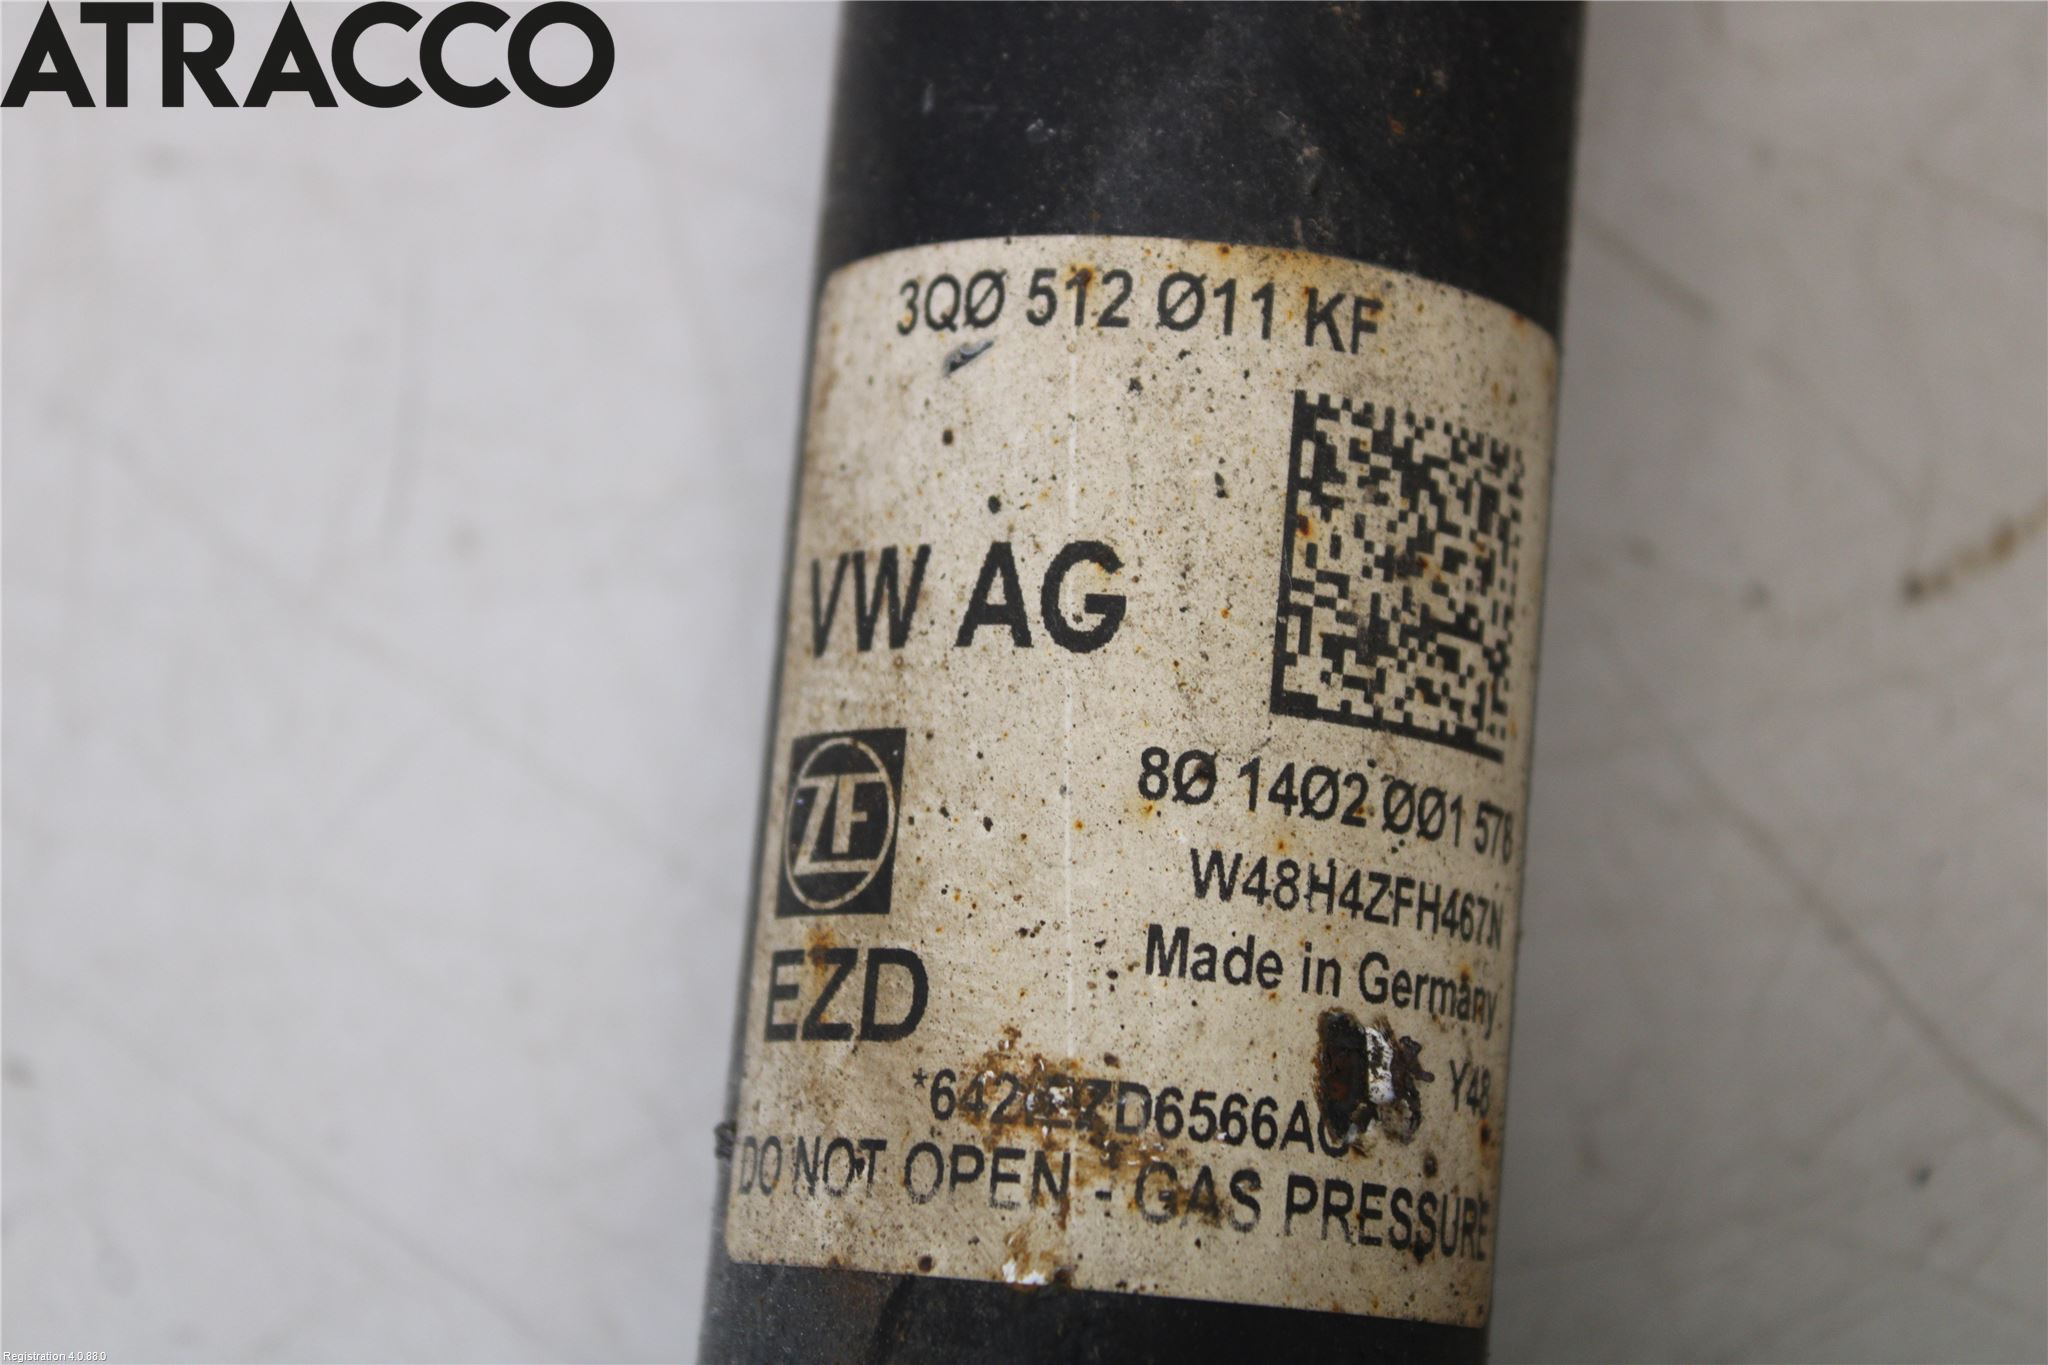 ATRACCO
3QØ 512 Ø11 KF
VW AG
8Ø 14Ø2 ØØ1 578
ZF
W48H4ZFH467N
Made in Germany
EZD
Y48
DO NOT OPEN - GAS PRESSURE
Registration 4.0.88.0